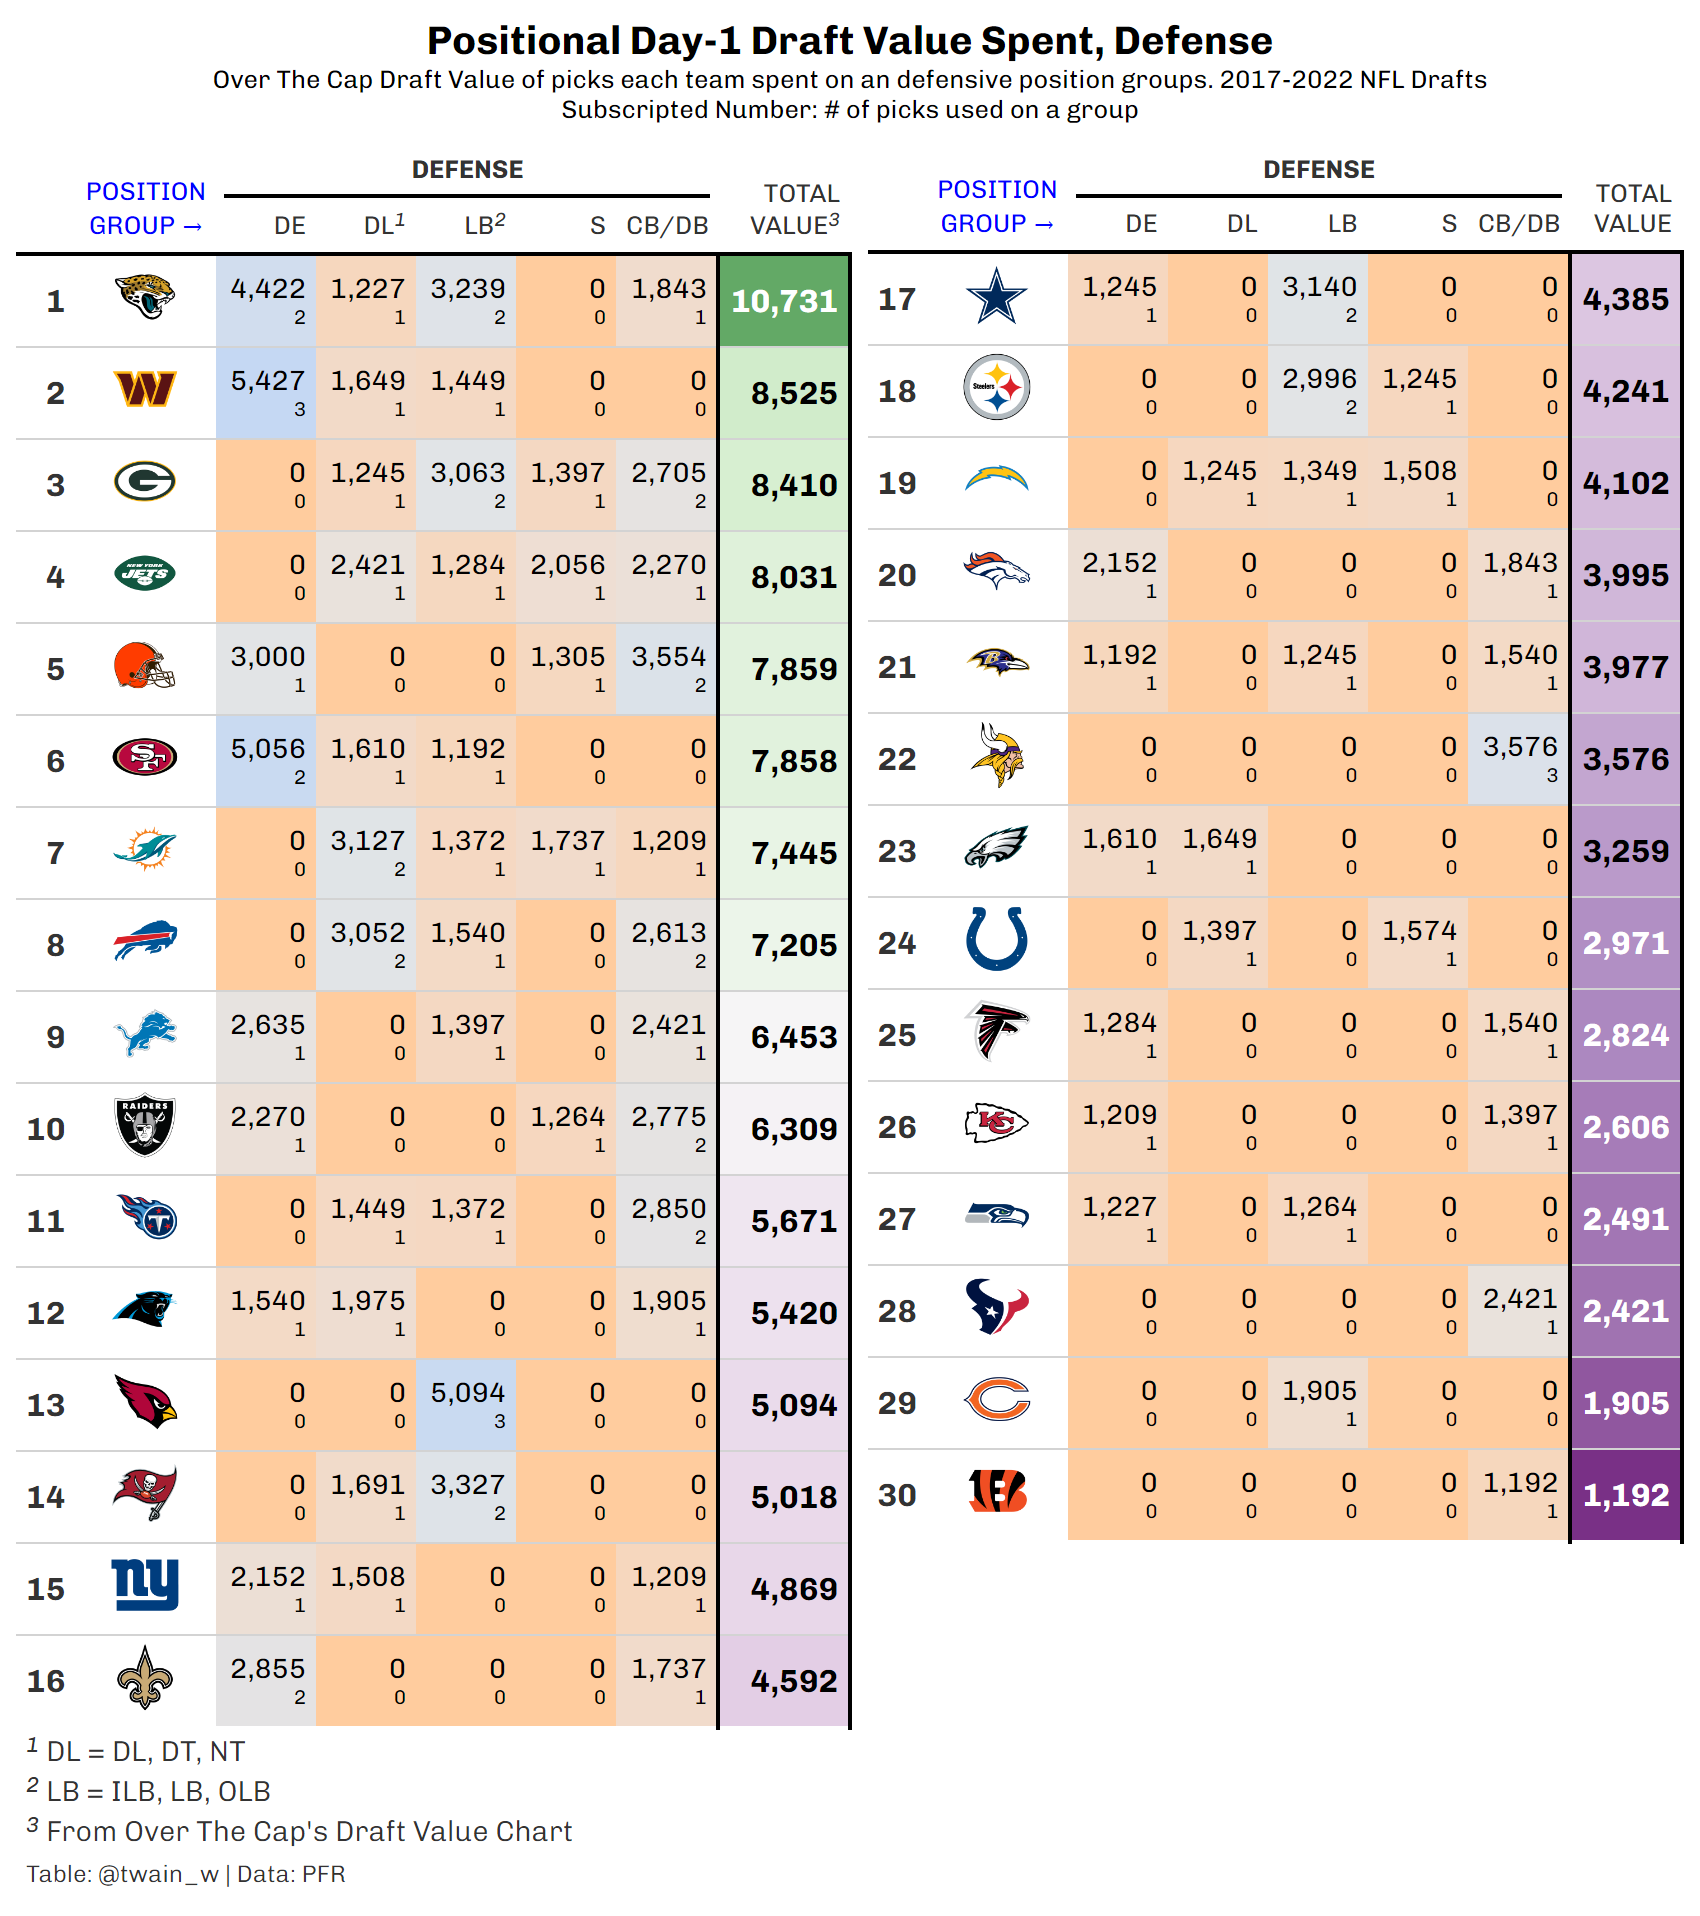 Positional Day-1 Draft Value Spent, Defense
Over The Cap Draft Value of picks each team spent on an defensive position groups. 2017-2022 NFL Drafts
Subscripted Number: # of picks used on a group
POSITION GROUP → DEFENSE TOTAL VALUE3
DE DL1 LB2 S CB/DB
1 4,422 1,227 3,239 0 1,843 10,731
2 1 2 0 1
2 W 5,427 1,649 1,449 0 0 8,525
3 1 1 0 0
3 G 0 1,245 3,063 1,397 2,705 8,410
0 1 2 1 2
4 NEW YORK JETS 0 2,421 1,284 2,056 2,270 8,031
0 1 1 1 1
5 3,000 0 0 1,305 3,554 7,859
1 0 0 1 2
6 SF 5,056 1,610 1,192 0 0 7,858
2 1 1 0 0
7 0 3,127 1,372 1,737 1,209 7,445
0 2 1 1 1
8 0 3,052 1,540 0 2,613 7,205
0 2 1 0 2
9 2,635 0 1,397 0 2,421 6,453
1 0 1 0 1
10 RAIDERS 2,270 0 0 1,264 2,775 6,309
1 0 0 1 2
11 T 0 1,449 1,372 0 2,850 5,671
0 1 1 0 2
12 1,540 1,975 0 0 1,905 5,420
1 1 0 0 1
13 0 0 5,094 0 0 5,094
0 0 3 0 0
14 0 1,691 3,327 0 0 5,018
0 1 2 0 0
15 ny 2,152 1,508 0 0 1,209 4,869
1 1 0 0 1
16 2,855 0 0 0 1,737 4,592
2 0 0 0 1
POSITION GROUP → DEFENSE TOTAL VALUE
DE DL LB S CB/DB
17 1,245 0 3,140 0 0 4,385
1 0 2 0 0
18 Steelers 0 0 2,996 1,245 0 4,241
0 0 2 1 0
19 0 1,245 1,349 1,508 0 4,102
0 1 1 1 0
20 2,152 0 0 0 1,843 3,995
1 0 0 0 1
21 B 1,192 0 1,245 0 1,540 3,977
1 0 1 0 1
22 0 0 0 0 3,576 3,576
0 0 0 0 3
23 1,610 1,649 0 0 0 3,259
1 1 0 0 0
24 0 1,397 0 1,574 0 2,971
0 1 0 1 0
25 1,284 0 0 0 1,540 2,824
1 0 0 0 1
26 KC 1,209 0 0 0 1,397 2,606
1 0 0 0 1
27 1,227 0 1,264 0 0 2,491
1 0 1 0 0
28 0 0 0 0 2,421 2,421
0 0 0 0 1
29 C 0 0 1,905 0 0 1,905
0 0 1 0 0
30 B 0 0 0 0 1,192 1,192
0 0 0 0 1
1 DL = DL, DT, NT
2 LB = ILB, LB, OLB
3 From Over The Cap's Draft Value Chart
Table: @twain_w | Data: PFR